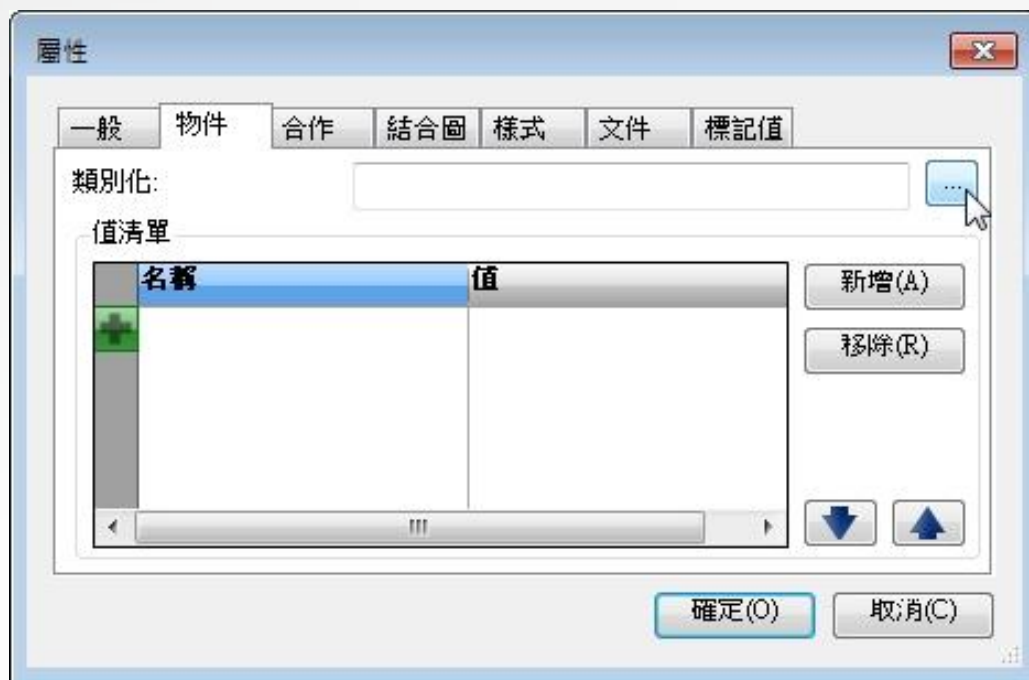 屬性
一般 物件 合作 結合圖 樣式 文件 標記值
類別化: ...
值清單
名稱 值
新增(A)
移除(R)
確定(O) 取消(C)